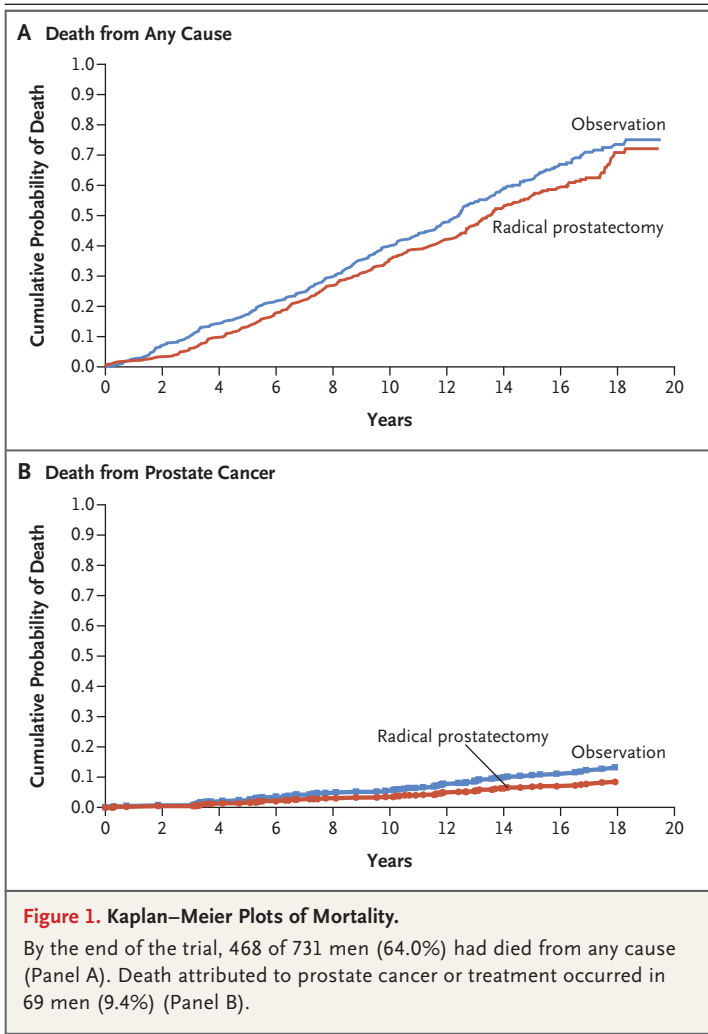 A Death from Any Cause
Cumulative Probability of Death
1.0
0.9
0.8
0.7
0.6
0.5
0.4
0.3
0.2
0.1
0.0
Observation
Radical prostatectomy
0 2 4 6 8 10 12 14 16 18 20
Years
B Death from Prostate Cancer
Cumulative Probability of Death
1.0
0.9
0.8
0.7
0.6
0.5
0.4
0.3
0.2
0.1
0.0
Radical prostatectomy
Observation
0 2 4 6 8 10 12 14 16 18 20
Years
Figure 1. Kaplan–Meier Plots of Mortality.
By the end of the trial, 468 of 731 men (64.0%) had died from any cause
(Panel A). Death attributed to prostate cancer or treatment occurred in
69 men (9.4%) (Panel B).